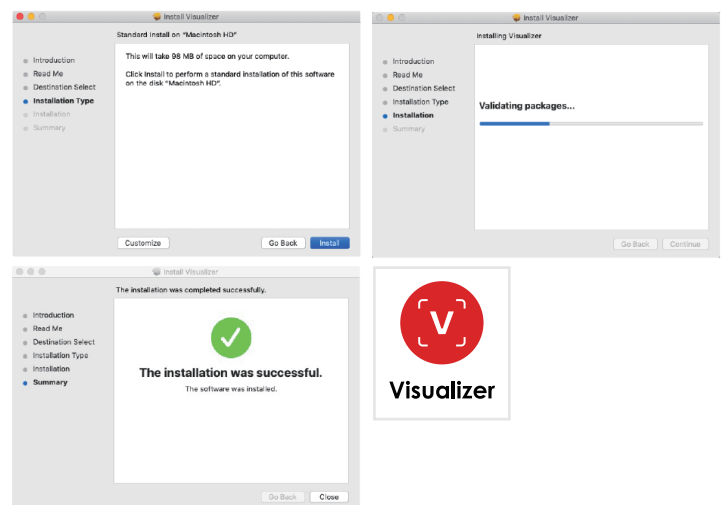 Install Visualizer
Standard Install on "Macintosh HD"
Introduction
Read Me
Destination Select
Installation Type
Installation
Summary
This will take 98 MB of space on your computer.
Click Install to perform a standard installation of this software
on the disk "Macintosh HD".
Customize
Go Back
Install
Install Visualizer
Installing Visualizer
Introduction
Read Me
Destination Select
Installation Type
Installation
Summary
Validating packages...
Go Back
Continue
Install Visualizer
The installation was completed successfully.
Introduction
Read Me
Destination Select
Installation Type
Installation
Summary
The installation was successful.
The software was installed.
Go Back
Close
V
Visualizer